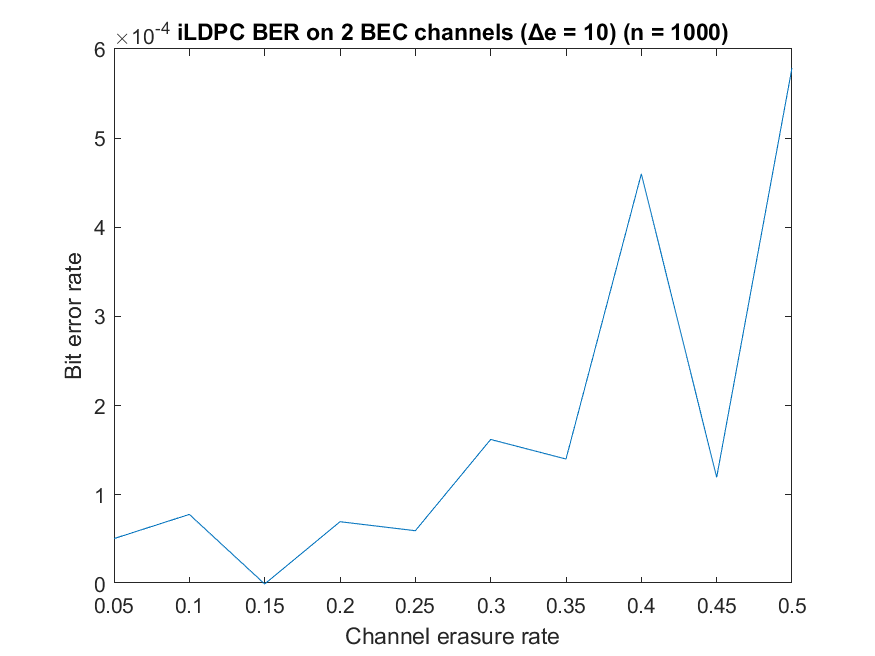 ×10-4 iLDPC BER on 2 BEC channels (Δe = 10) (n = 1000)
6
5
4
3
2
1
0
Bit error rate
0.05 0.1 0.15 0.2 0.25 0.3 0.35 0.4 0.45 0.5
Channel erasure rate